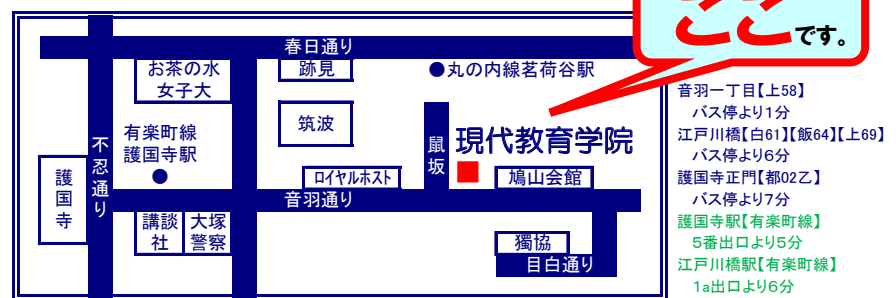 ここ
ここです。
春日通り
お茶の水
女子大
跡見
●丸の内線茗荷谷駅
筑波
不忍通り
有楽町線
護国寺駅
●
護国寺
鼠坂
現代教育学院
ロイヤルホスト
鳩山会館
音羽通り
講談社
大塚
警察
獨協
目白通り
音羽一丁目【上58】
バス停より1分
江戸川橋【白61】【飯64】【上69】
バス停より6分
護国寺正門【都02乙】
バス停より7分
護国寺駅【有楽町線】
5番出口より5分
江戸川橋駅【有楽町線】
1a出口より6分